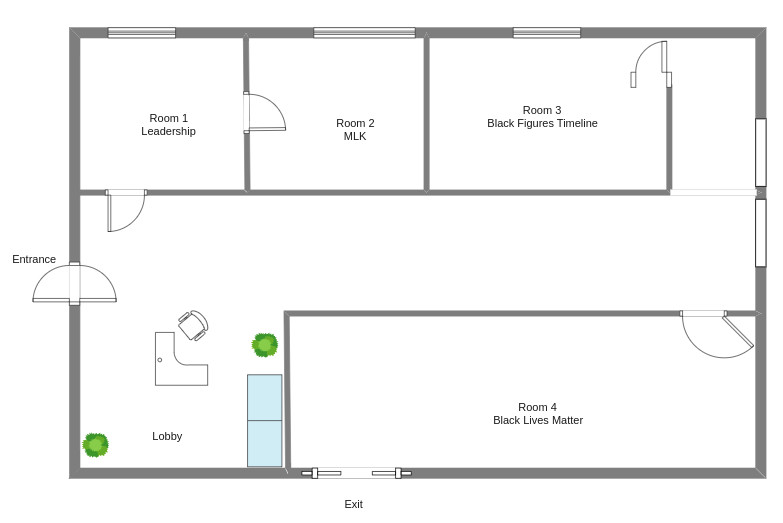 Room 1
Leadership
Room 2
MLK
Room 3
Black Figures Timeline
Entrance
Room 4
Black Lives Matter
Lobby
Exit